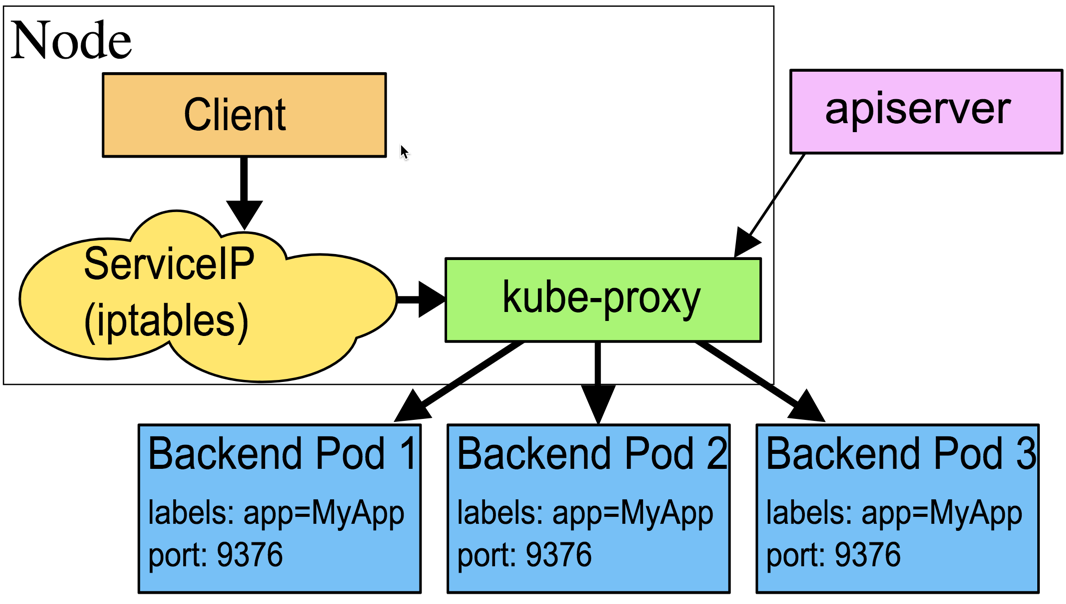 Node
Client
apiserver
ServiceIP
(iptables)
kube-proxy
Backend Pod 1
labels: app=MyApp
port: 9376
Backend Pod 2
labels: app=MyApp
port: 9376
Backend Pod 3
labels: app=MyApp
port: 9376